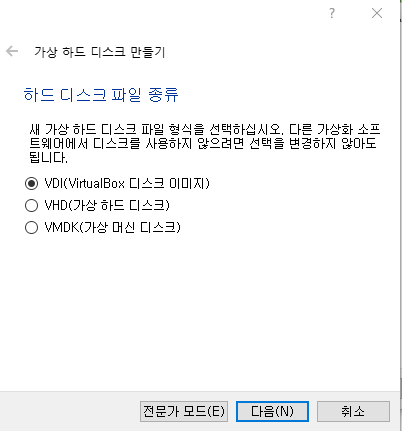 ?
가상 하드 디스크 만들기
하드 디스크 파일 종류
새 가상 하드 디스크 파일 형식을 선택하십시오. 다른 가상화 소프
트웨어에서 디스크를 사용하지 않으려면 선택을 변경하지 않아도
됩니다.
VDI(VirtualBox 디스크 이미지)
VHD(가상 하드 디스크)
VMDK(가상 머신 디스크)
전문가 모드(E) 다음(N) 취소